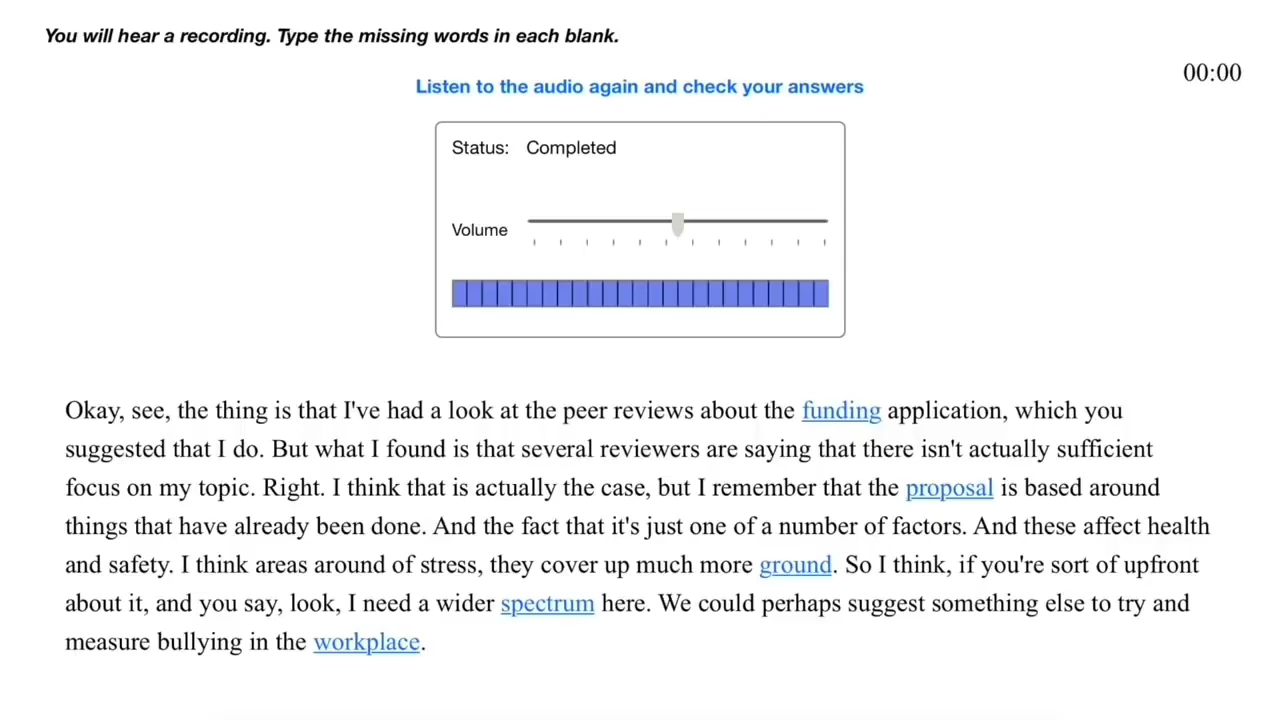 You will hear a recording. Type the missing words in each blank.
00:00
Listen to the audio again and check your answers
Status: Completed
Volume
Okay, see, the thing is that I've had a look at the peer reviews about the funding application, which you
suggested that I do. But what I found is that several reviewers are saying that there isn't actually sufficient
focus on my topic. Right. I think that is actually the case, but I remember that the proposal is based around
things that have already been done. And the fact that it's just one of a number of factors. And these affect health
and safety. I think areas around of stress, they cover up much more ground. So I think, if you're sort of upfront
about it, and you say, look, I need a wider spectrum here. We could perhaps suggest something else to try and
measure bullying in the workplace.